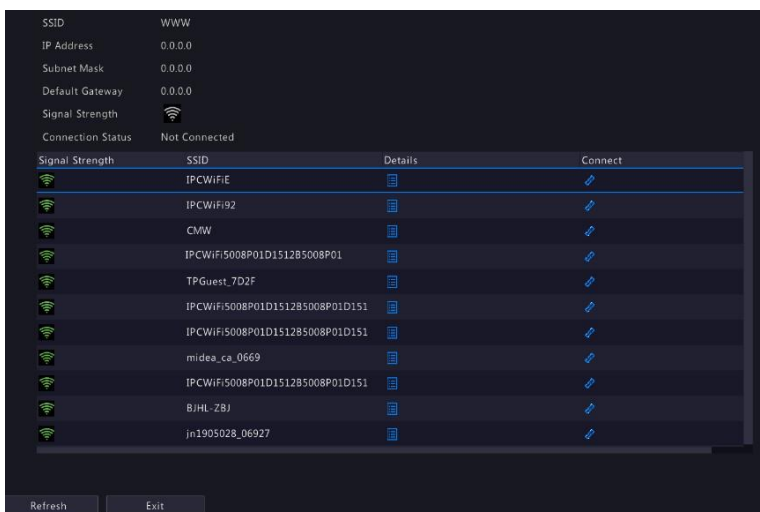 SSID WWW
IP Address 0.0.0.0
Subnet Mask 0.0.0.0
Default Gateway 0.0.0.0
Signal Strength
Connection Status Not Connected
Signal Strength SSID Details Connect
IPCWiFiE
IPCWiFi92
CMW
IPCWiFi5008P01D1512B5008P01
TPGuest_7D2F
IPCWiFi5008P01D1512B5008P01D151
IPCWiFi5008P01D1512B5008P01D151
midea_ca_0669
IPCWiFi5008P01D1512B5008P01D151
BJHL-ZBJ
jn1905028_06927
Refresh Exit